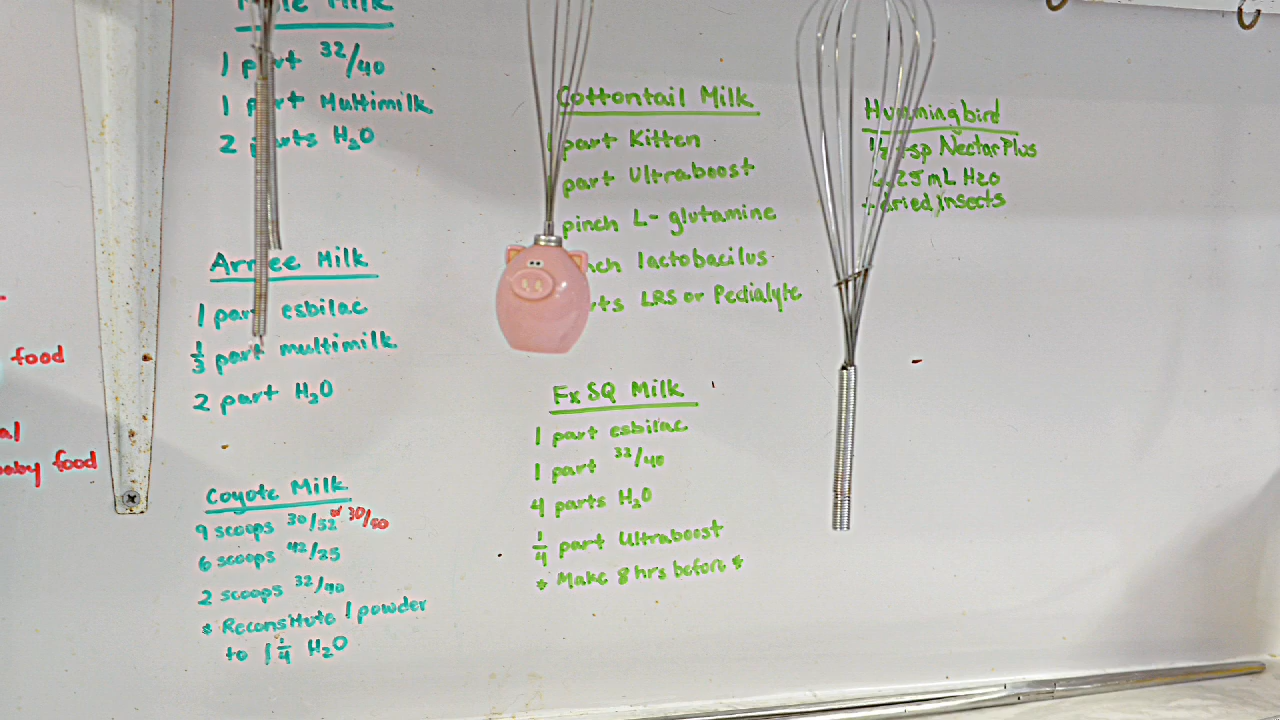 Milk
1 part 32/40
1 part Multimilk
2 parts H₂O
Milk
1 part esbilac
1/3 part multimilk
2 part H₂O
Coyote Milk
9 scoops 30/52 * 30/50
6 scoops 42/25
2 scoops 32/40
* Reconstitute 1 powder
to 1 1/4 H₂O
food
baby food
Cottontail Milk
part Kitten
part Ultraboost
pinch L-glutamine
lactobacilus
LRS or Pedialyte
Fx SQ Milk
1 part esbilac
1 part 32/40
4 parts H₂O
1/4 part Ultraboost
* Make 8 hrs before *
Hummingbird
tsp Nectar Plus
mL H₂O
+ dried insects